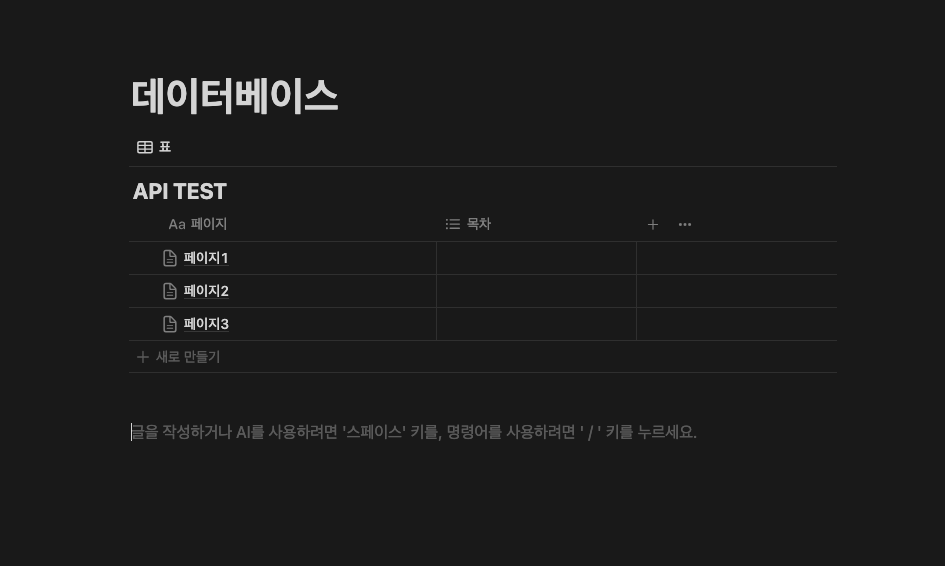 데이터베이스
표
API TEST
Aa 페이지 목차
페이지1
페이지2
페이지3
+ 새로 만들기
글을 작성하거나 AI를 사용하려면 '스페이스' 키를, 명령어를 사용하려면 ' / ' 키를 누르세요.